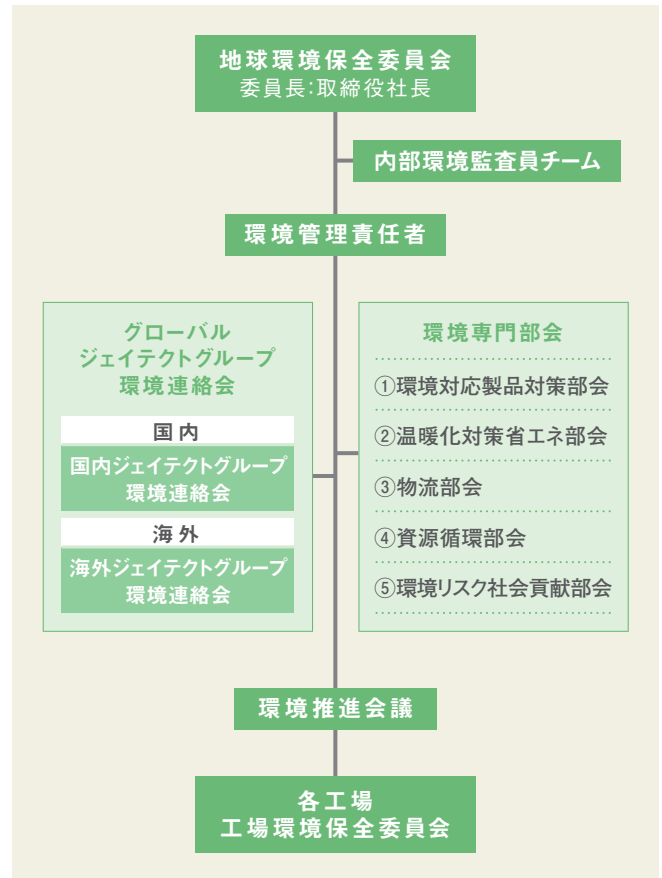 地球環境保全委員会
委員長:取締役社長
内部環境監査員チーム
環境管理責任者
グローバル
ジェイテクトグループ
環境連絡会
国内
国内ジェイテクトグループ
環境連絡会
海外
海外ジェイテクトグループ
環境連絡会
環境専門部会
①環境対応製品対策部会
②温暖化対策省エネ部会
③物流部会
④資源循環部会
⑤環境リスク社会貢献部会
環境推進会議
各工場
工場環境保全委員会